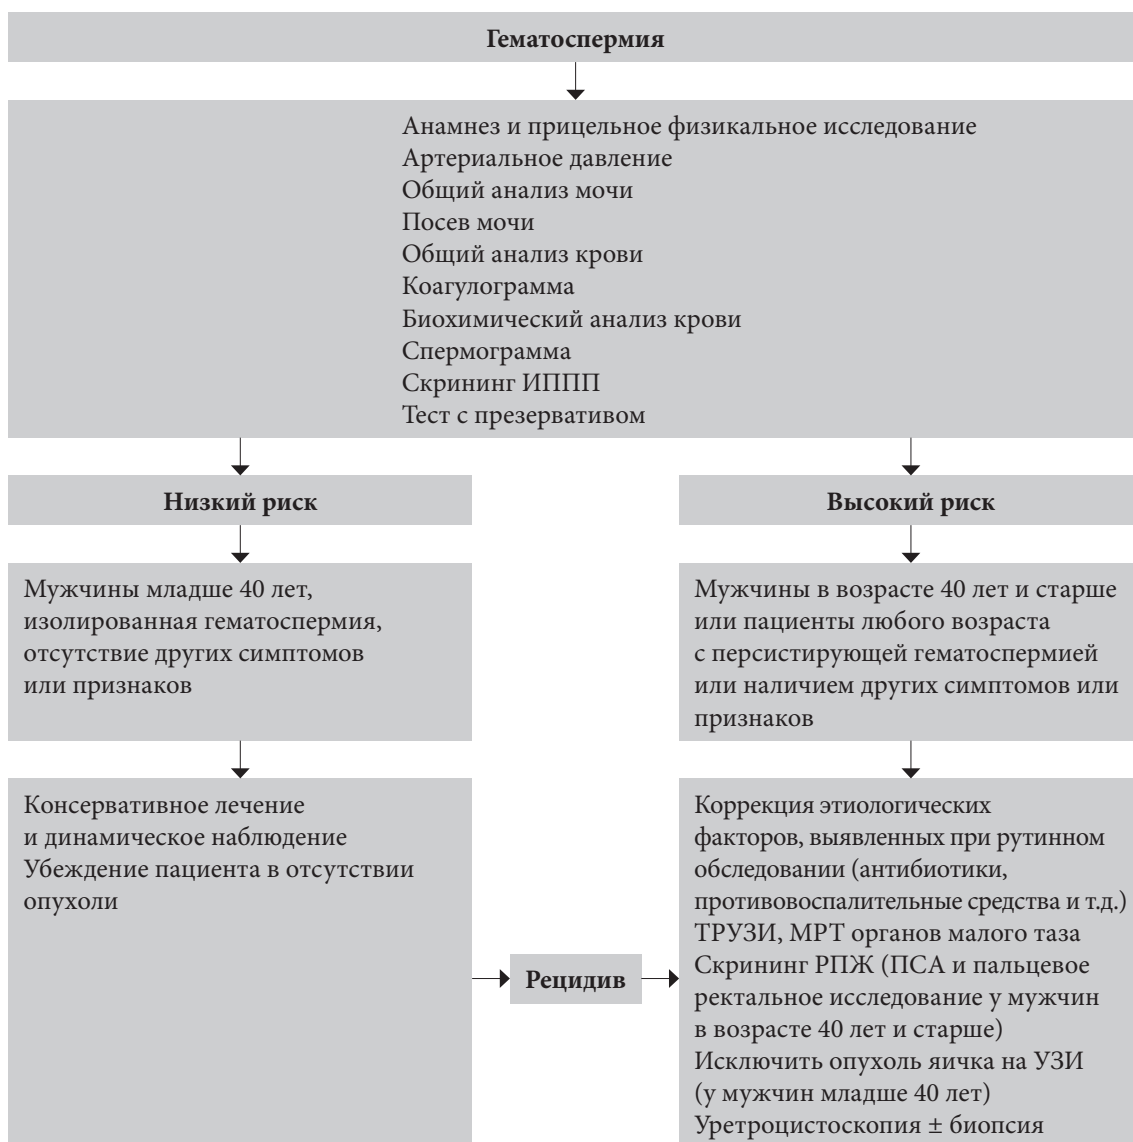 Гематоспермия
Анамнез и прицельное физикальное исследование
Артериальное давление
Общий анализ мочи
Посев мочи
Общий анализ крови
Коагулограмма
Биохимический анализ крови
Спермограмма
Скрининг ИППП
Тест с презервативом
Низкий риск
Мужчины младше 40 лет,
изолированная гематоспермия,
отсутствие других симптомов
или признаков
Консервативное лечение
и динамическое наблюдение
Убеждение пациента в отсутствии
опухоли
Рецидив
Высокий риск
Мужчины в возрасте 40 лет и старше
или пациенты любого возраста
с персистирующей гематоспермией
или наличием других симптомов или
признаков
Коррекция этиологических
факторов, выявленных при рутинном
обследовании (антибиотики,
противовоспалительные средства и т.д.)
ТРУЗИ, МРТ органов малого таза
Скрининг РПЖ (ПСА и пальцевое
ректальное исследование у мужчин
в возрасте 40 лет и старше)
Исключить опухоль яичка на УЗИ
(у мужчин младше 40 лет)
Уретроцистоскопия ± биопсия